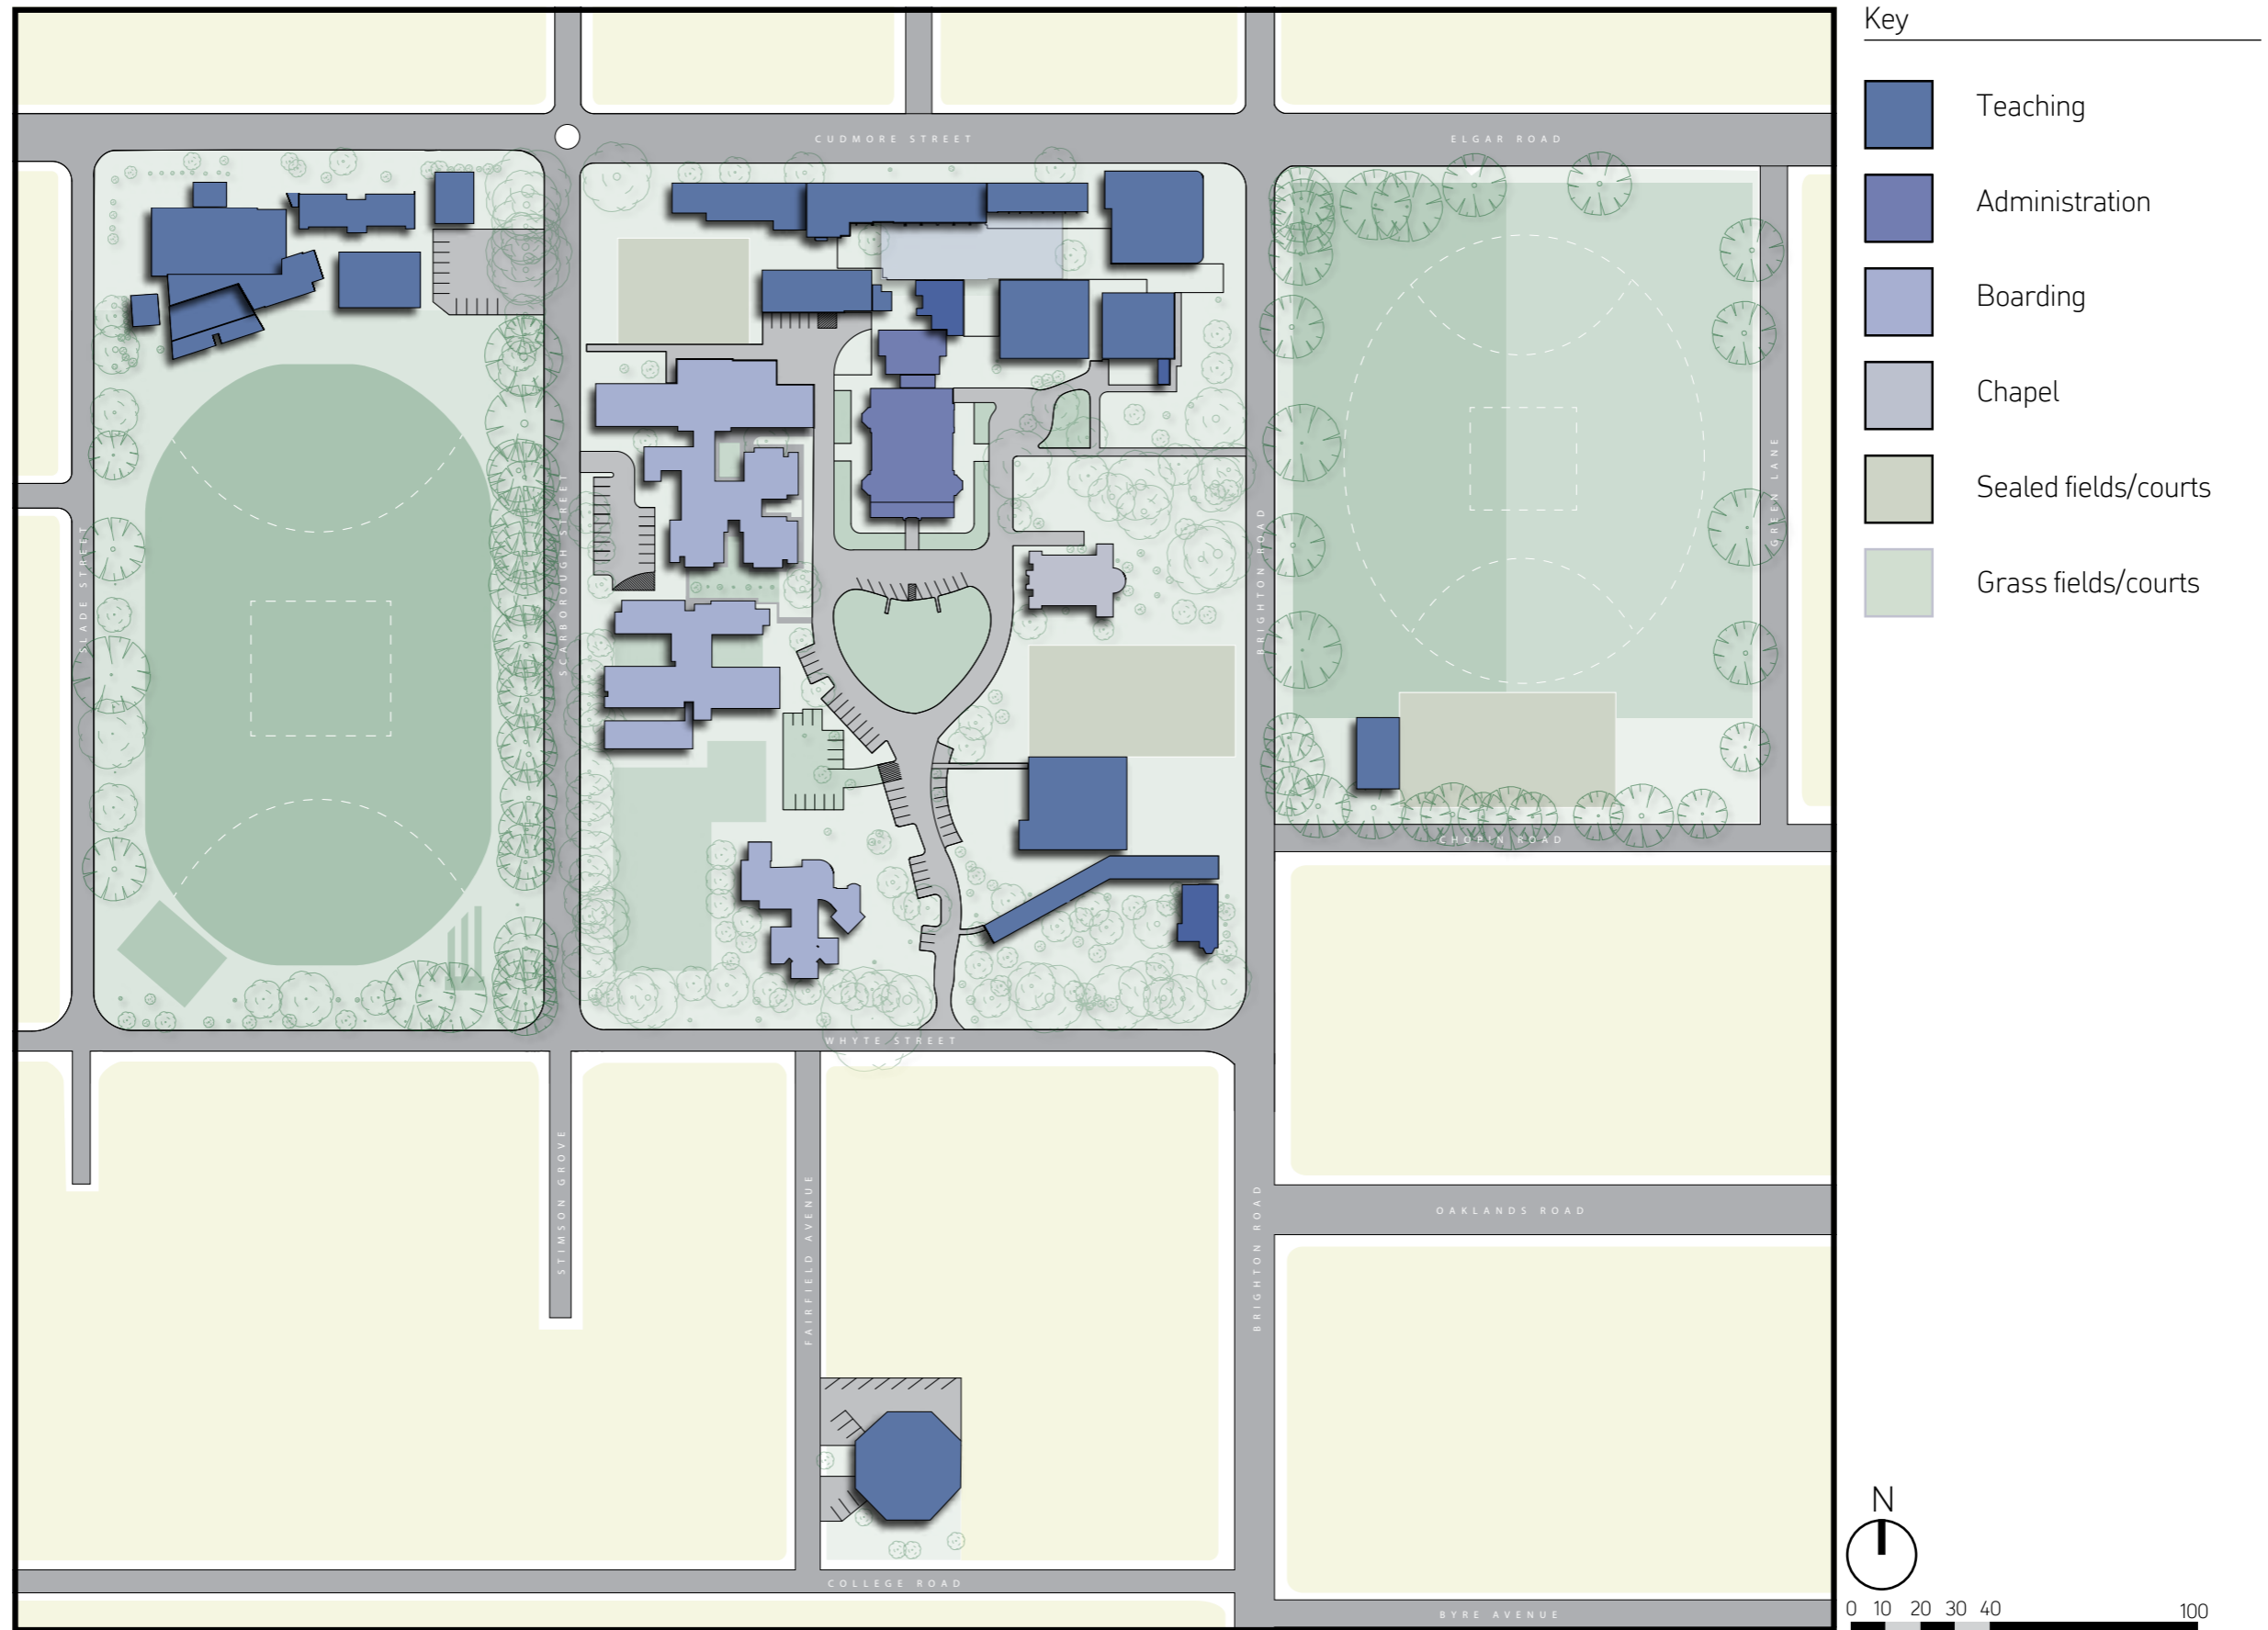 Key
Teaching
Administration
Boarding
Chapel
Sealed fields/courts
Grass fields/courts
CUDMORE STREET
ELGAR ROAD
SLADE STREET
SCARBOROUGH STREET
BRIGHTON ROAD
GREEN LANE
CHOPIN ROAD
WHYTE STREET
STIMSON GROVE
FAIRFIELD AVENUE
BRIGHTON ROAD
OAKLANDS ROAD
COLLEGE ROAD
BYRE AVENUE
N
0 10 20 30 40 100